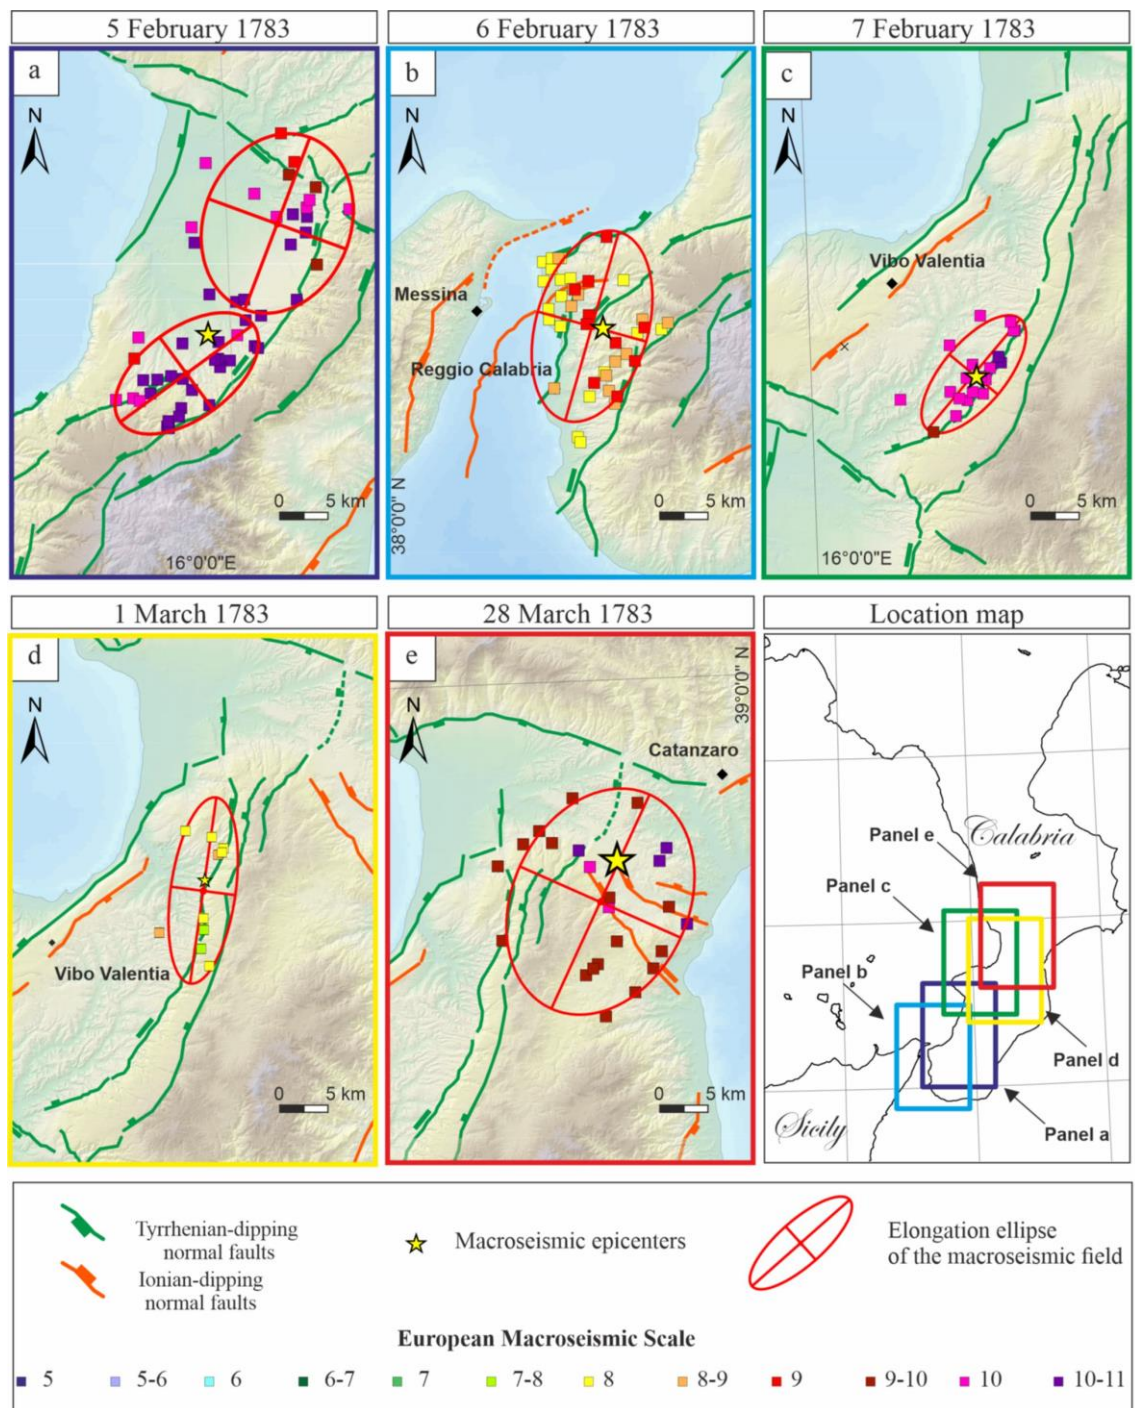 5 February 1783
6 February 1783
7 February 1783
a
N
0 5 km
16°0'0"E
b
N
Messina
Reggio Calabria
38°0'0" N
0 5 km
c
N
Vibo Valentia
0 5 km
16°0'0"E
1 March 1783
28 March 1783
Location map
d
N
Vibo Valentia
0 5 km
e
N
39°0'0" N
Catanzaro
0 5 km
Calabria
Panel e
Panel c
Panel b
Panel d
Panel a
Sicily
Tyrrhenian-dipping
normal faults
Ionian-dipping
normal faults
Macroseismic epicenters
Elongation ellipse
of the macroseismic field
European Macroseismic Scale
5 5-6 6 6-7 7 7-8 8 8-9 9 9-10 10 10-11